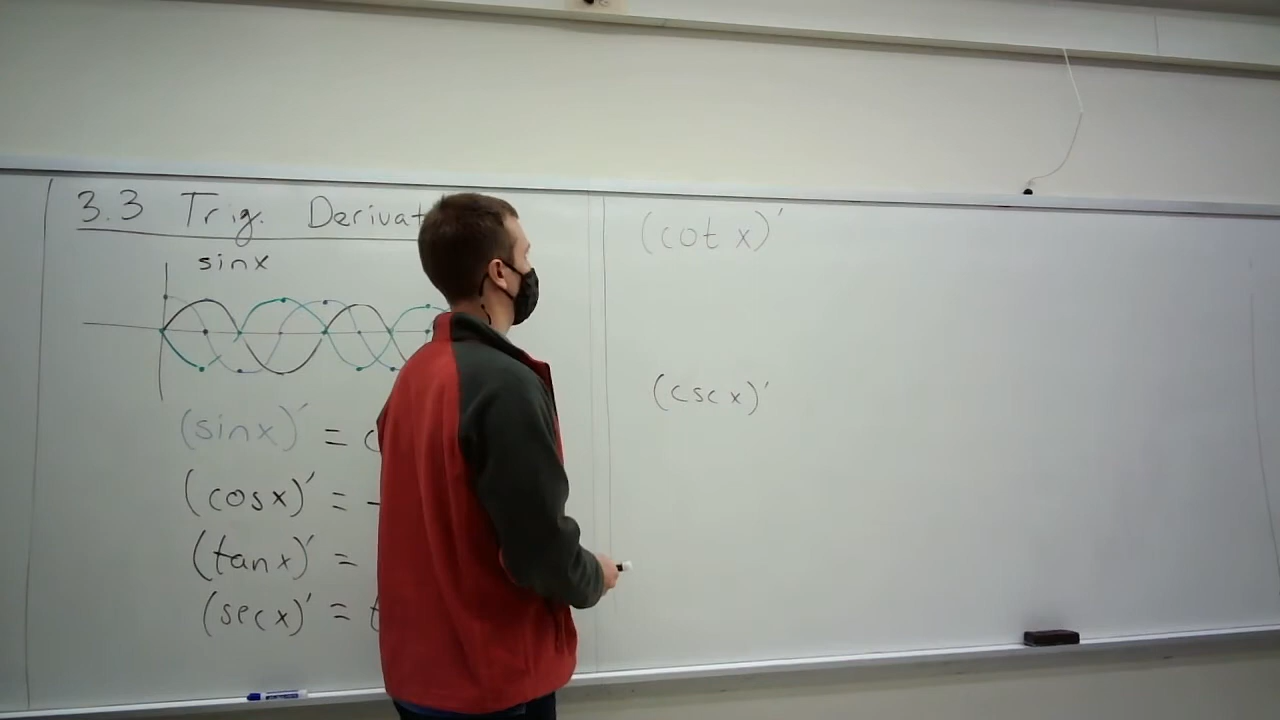 3.3 Trig. Derivat
sinx
(sinx)' = c
(cosx)' = -
(tanx)' =
(secx)' = t
(cot x)'
(csc x)'